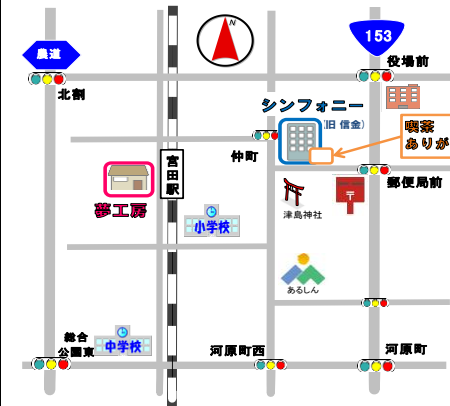 N
153
農道
役場前
北割
シンフォニー
(旧 信金)
喫茶
ありが
仲町
宮田駅
郵便局前
夢工房
津島神社
小学校
あるしん
総合
公園東
中学校
河原町西
河原町